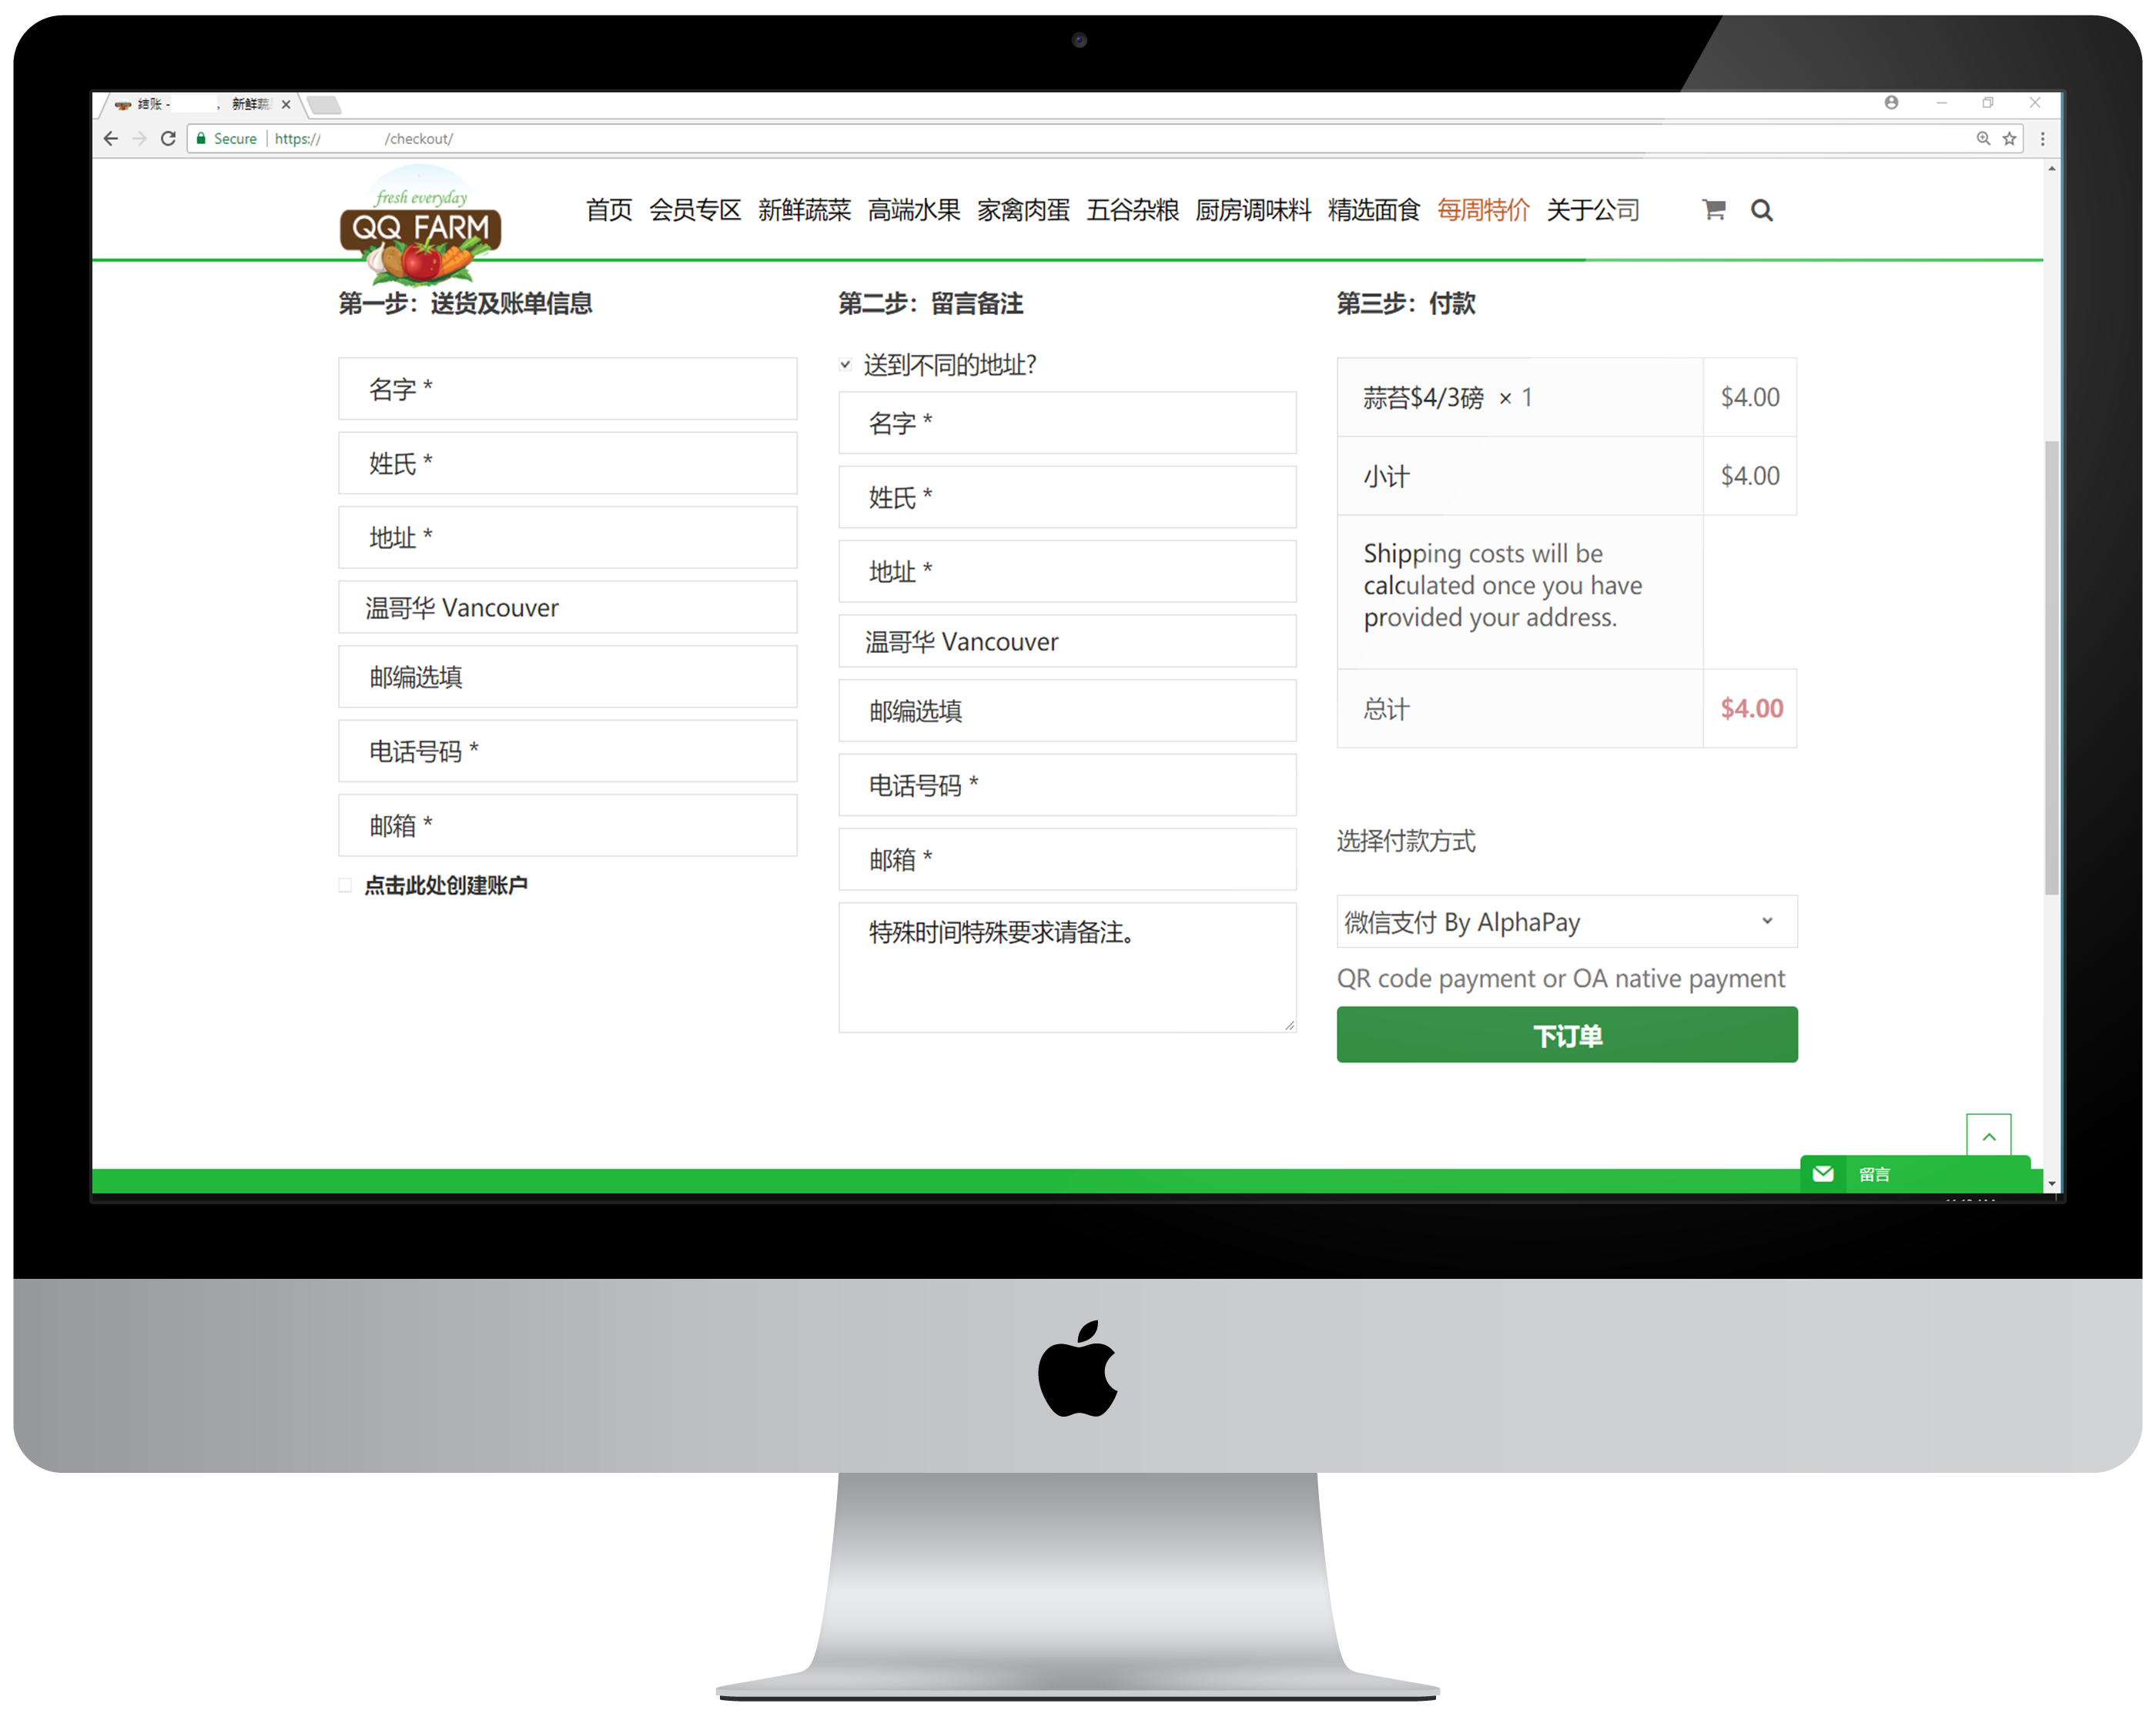 结账 - , 新鲜蔬
Secure https:// /checkout/
fresh everyday
QQ FARM
首页 会员专区 新鲜蔬菜 高端水果 家禽肉蛋 五谷杂粮 厨房调味料 精选面食 每周特价 关于公司
第一步：送货及账单信息
名字 *
姓氏 *
地址 *
温哥华 Vancouver
邮编选填
电话号码 *
邮箱 *
点击此处创建账户
第二步：留言备注
送到不同的地址?
名字 *
姓氏 *
地址 *
温哥华 Vancouver
邮编选填
电话号码 *
邮箱 *
特殊时间特殊要求请备注。
第三步：付款
蒜苔$4/3磅 × 1 $4.00
小计 $4.00
Shipping costs will be
calculated once you have
provided your address.
总计 $4.00
选择付款方式
微信支付 By AlphaPay
QR code payment or OA native payment
下订单
留言